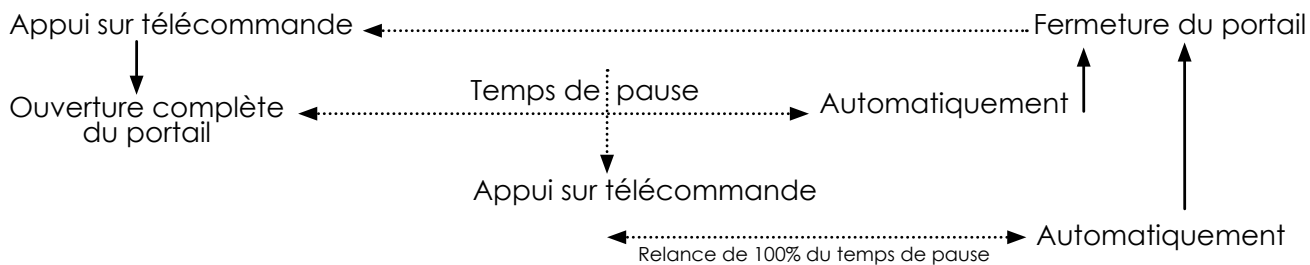 Appui sur télécommande
Fermeture du portail
Temps de pause
Ouverture complète
du portail
Automatiquement
Appui sur télécommande
Automatiquement
Relance de 100% du temps de pause